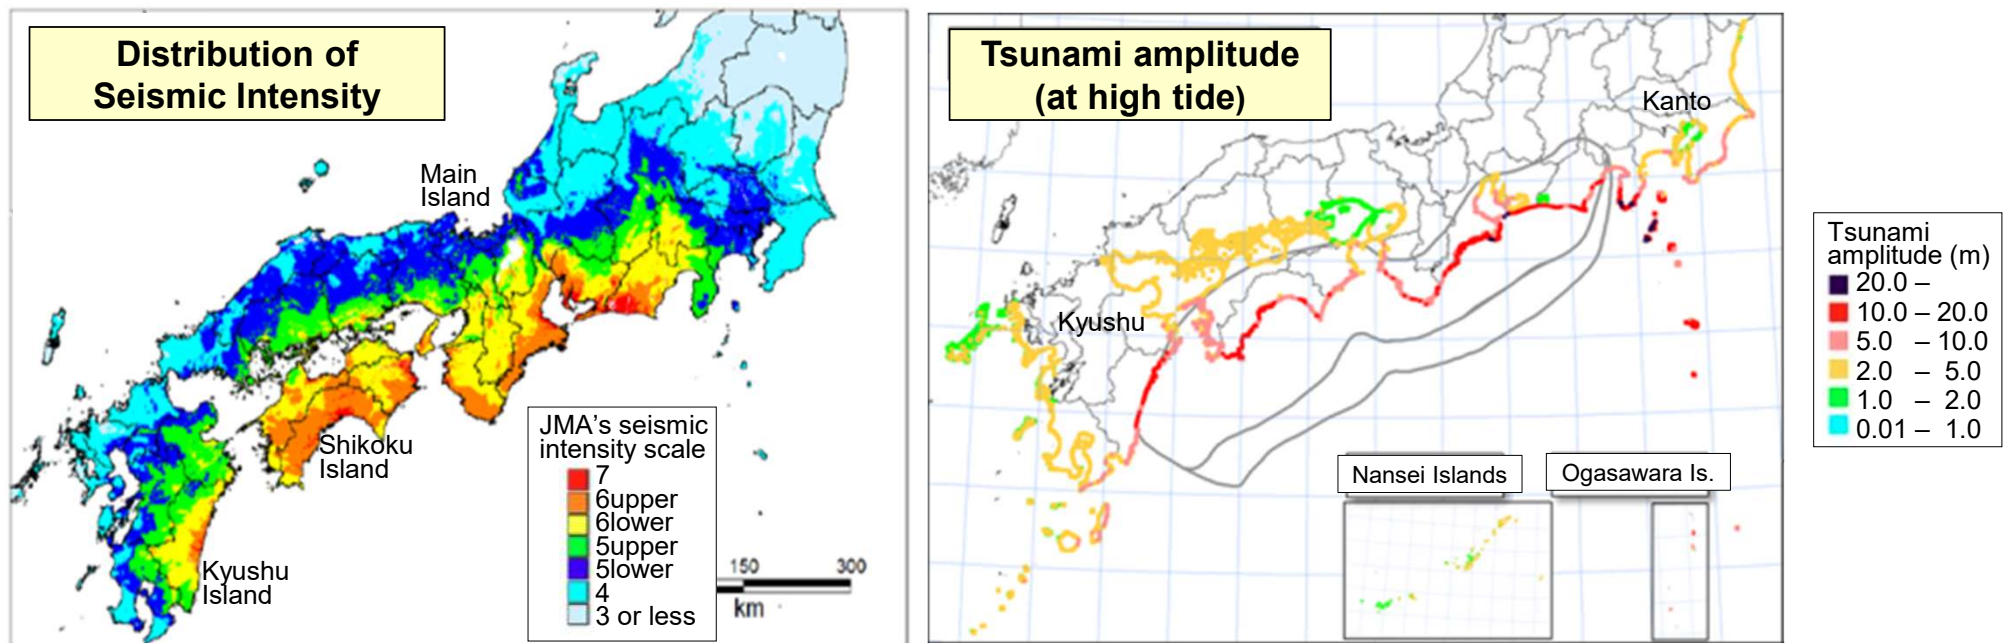 Distribution of
Seismic Intensity
Main
Island
Shikoku
Island
Kyushu
Island
JMA's seismic
intensity scale
7
6upper
6lower
5upper
5lower
4
3 or less
150 300
km
Tsunami amplitude
(at high tide)
Kanto
Kyushu
Nansei Islands
Ogasawara Is.
Tsunami
amplitude (m)
20.0 –
10.0 – 20.0
5.0 – 10.0
2.0 – 5.0
1.0 – 2.0
0.01 – 1.0